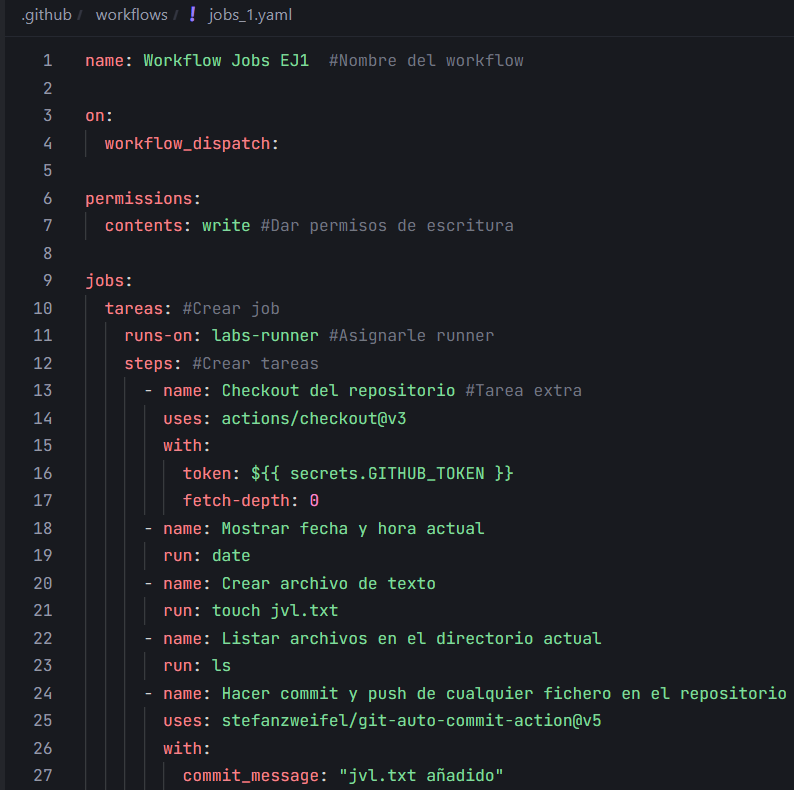 .github / workflows / ! jobs_1.yaml
1 name: Workflow Jobs EJ1  #Nombre del workflow
2
3 on:
4   workflow_dispatch:
5
6 permissions:
7   contents: write #Dar permisos de escritura
8
9 jobs:
10   tareas: #Crear job
11     runs-on: labs-runner #Asignarle runner
12     steps: #Crear tareas
13       - name: Checkout del repositorio #Tarea extra
14         uses: actions/checkout@v3
15         with:
16           token: ${{ secrets.GITHUB_TOKEN }}
17           fetch-depth: 0
18       - name: Mostrar fecha y hora actual
19         run: date
20       - name: Crear archivo de texto
21         run: touch jvl.txt
22       - name: Listar archivos en el directorio actual
23         run: ls
24       - name: Hacer commit y push de cualquier fichero en el repositorio
25         uses: stefanzweifel/git-auto-commit-action@v5
26         with:
27           commit_message: "jvl.txt añadido"